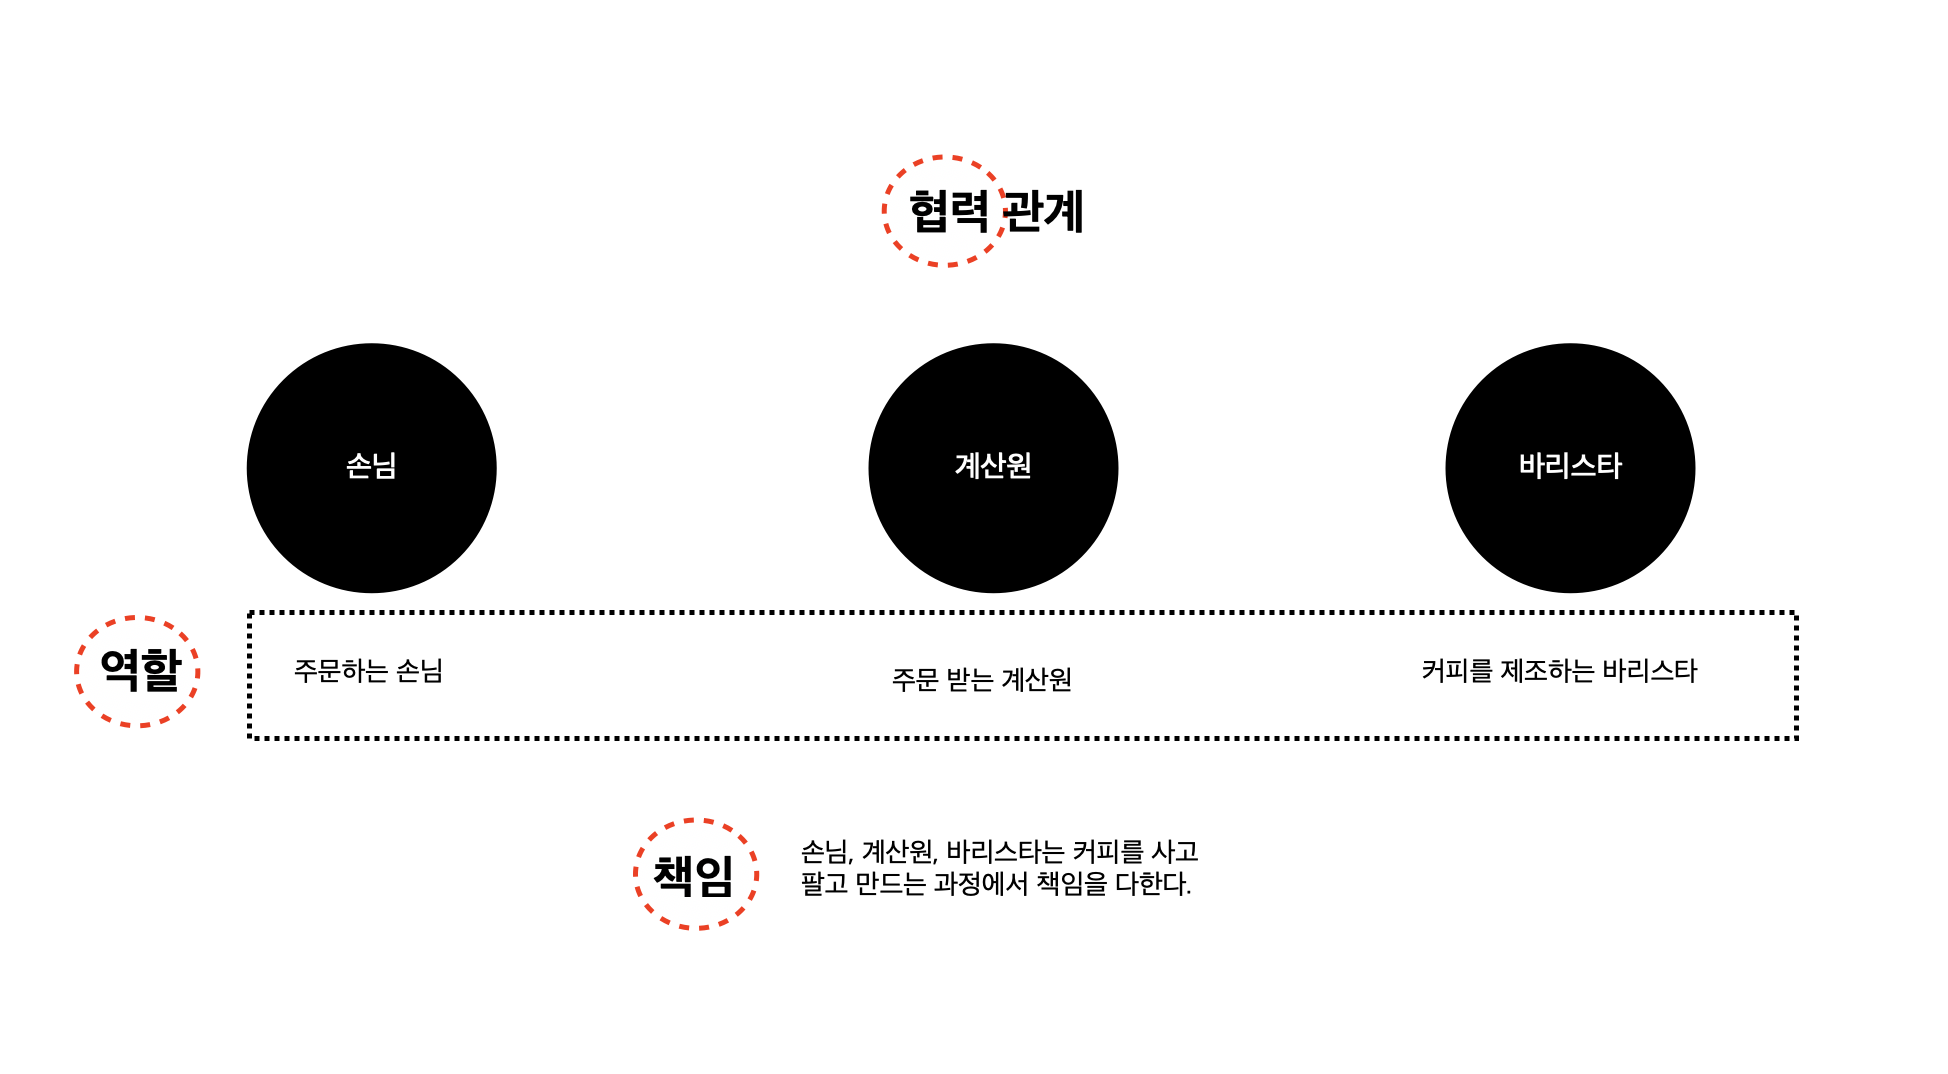 협력 관계
손님
계산원
바리스타
역할
주문하는 손님
주문 받는 계산원
커피를 제조하는 바리스타
책임
손님, 계산원, 바리스타는 커피를 사고
팔고 만드는 과정에서 책임을 다한다.